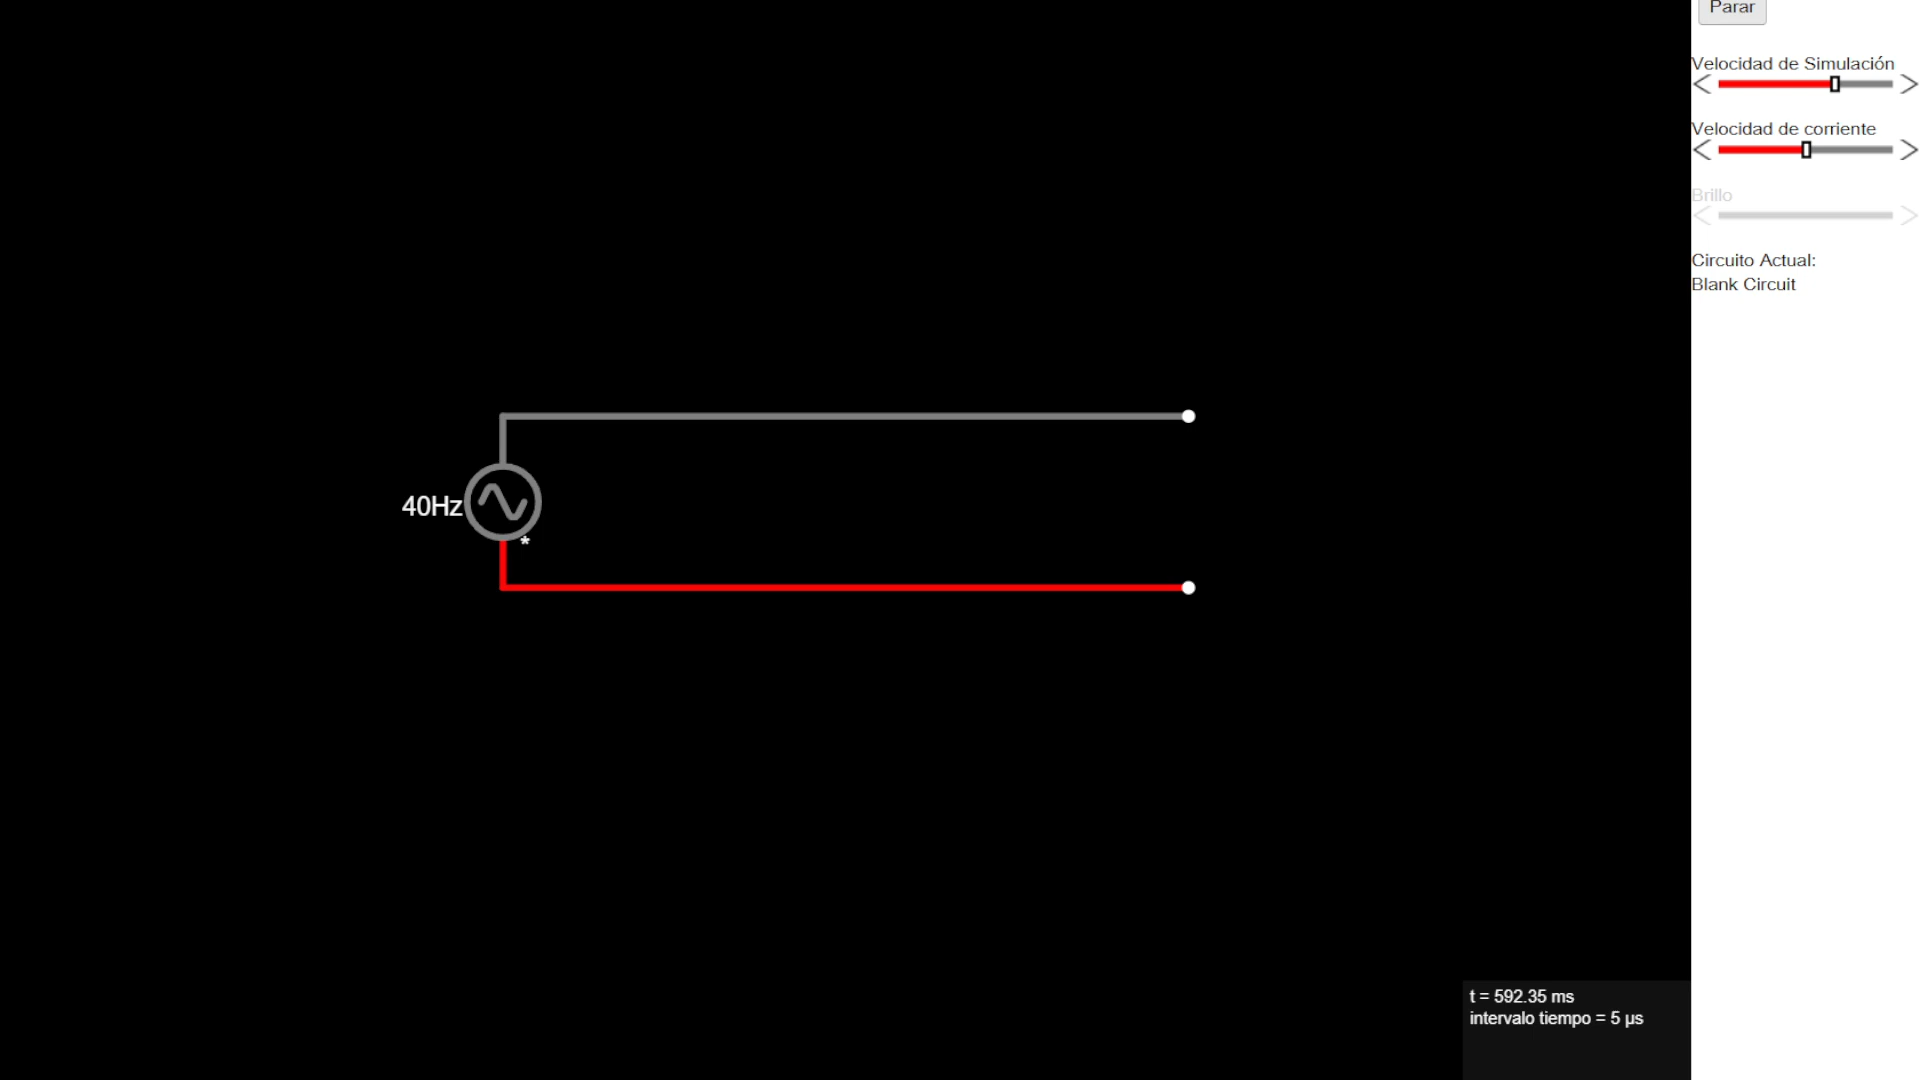 Parar
Velocidad de Simulación
Velocidad de corriente
Brillo
Circuito Actual:
Blank Circuit
40Hz
*
t = 592.35 ms
intervalo tiempo = 5 μs